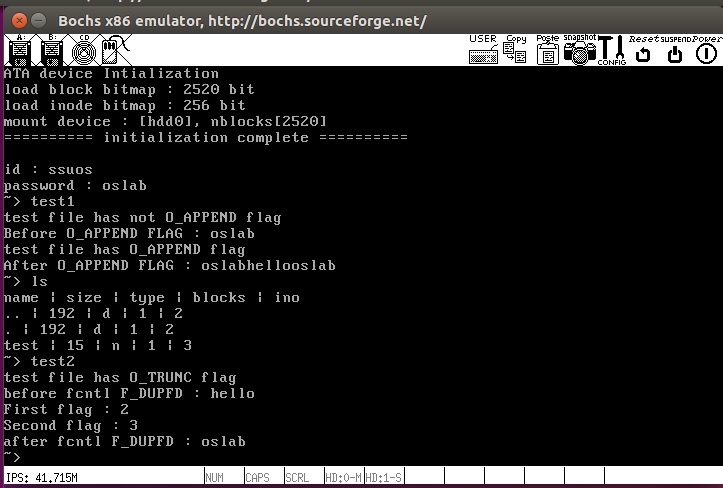 Bochs x86 emulator, http://bochs.sourceforge.net/
A: B: CD USER Copy Paste snapshot CONFIG Reset SUSPEND Power
ATA device Intialization
load block bitmap : 2520 bit
load inode bitmap : 256 bit
mount device : [hdd0], nblocks[2520]
========== initialization complete ==========
id : ssuos
password : oslab
~> test1
test file has not O_APPEND flag
Before O_APPEND FLAG : oslab
test file has O_APPEND flag
After O_APPEND FLAG : oslabhellooslab
~> ls
name ¦ size ¦ type ¦ blocks ¦ ino
.. ¦ 192 ¦ d ¦ 1 ¦ 2
. ¦ 192 ¦ d ¦ 1 ¦ 2
test ¦ 15 ¦ n ¦ 1 ¦ 3
~> test2
test file has O_TRUNC flag
before fcntl F_DUPFD : hello
First flag : 2
Second flag : 3
after fcntl F_DUPFD : oslab
~>
IPS: 41.715M NUM CAPS SCRL HD:0-M HD:1-S